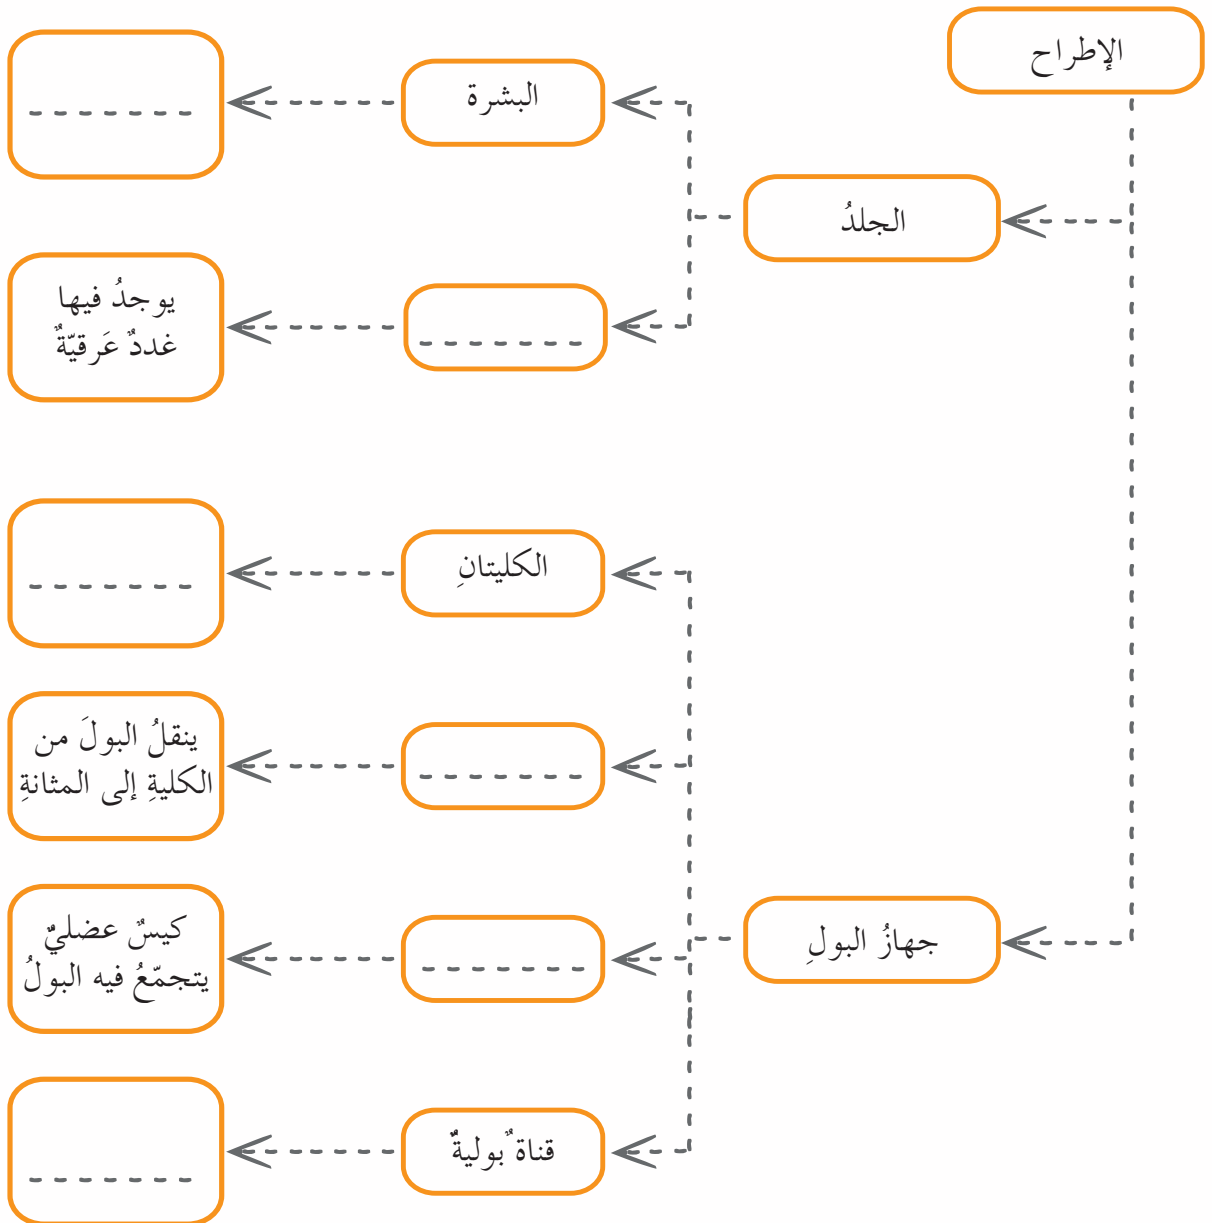 الإطراح
الجلدُ
البشرة
يوجدُ فيها
غددٌ عَرقيّةٌ
جهازُ البولِ
الكليتانِ
ينقلُ البولَ من
الكليةِ إلى المثانةِ
كيسٌ عضليٌّ
يتجمّعُ فيه البولُ
قناةٌ بوليةٌ